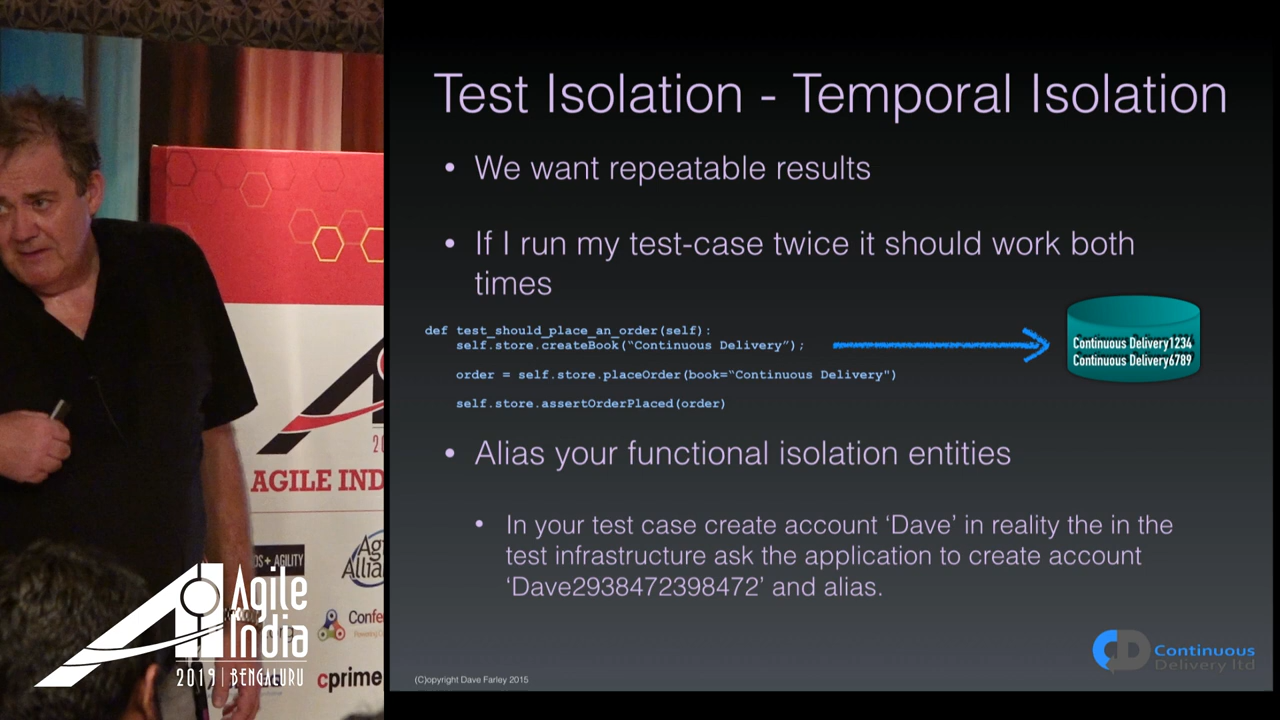 Test Isolation - Temporal Isolation
• We want repeatable results
• If I run my test-case twice it should work both
times
def test_should_place_an_order(self):
self.store.createBook(“Continuous Delivery”);
order = self.store.placeOrder(book=“Continuous Delivery")
self.store.assertOrderPlaced(order)
Continuous Delivery1234
Continuous Delivery6789
• Alias your functional isolation entities
• In your test case create account ‘Dave’ in reality the in the
test infrastructure ask the application to create account
‘Dave2938472398472’ and alias.
(C)opyright Dave Farley 2015
CD Continuous
Delivery ltd
AGILE IND
+ AGILITY
Allia
Confe
cprime
Agile
India
2019 | BENGALURU